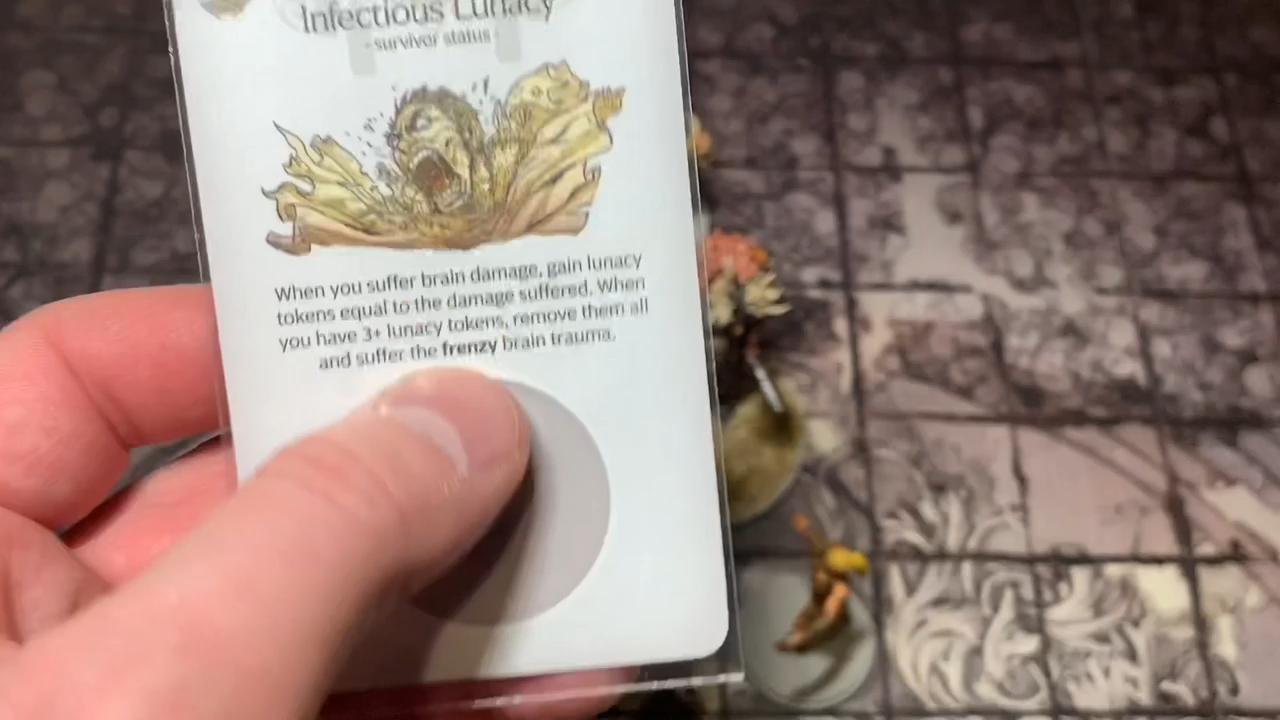 Infectious Lunacy
- survivor status -
When you suffer brain damage, gain lunacy
tokens equal to the damage suffered. When
you have 3+ lunacy tokens, remove them all
and suffer the frenzy brain trauma.